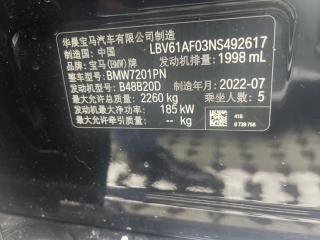 华晨宝马汽车有限公司制造
制造国：中国 LBV61AF03NS492617
品牌：宝马(BMW)牌 发动机排量：1998 mL
整车型号：BMW7201PN
发动机型号：B48B20D 制造年月：2022-07
最大允许总质量：2260 kg 乘坐人数：5
发动机最大净功率：185 kW
最大允许牵引质量：-- kg
416
8 738 756